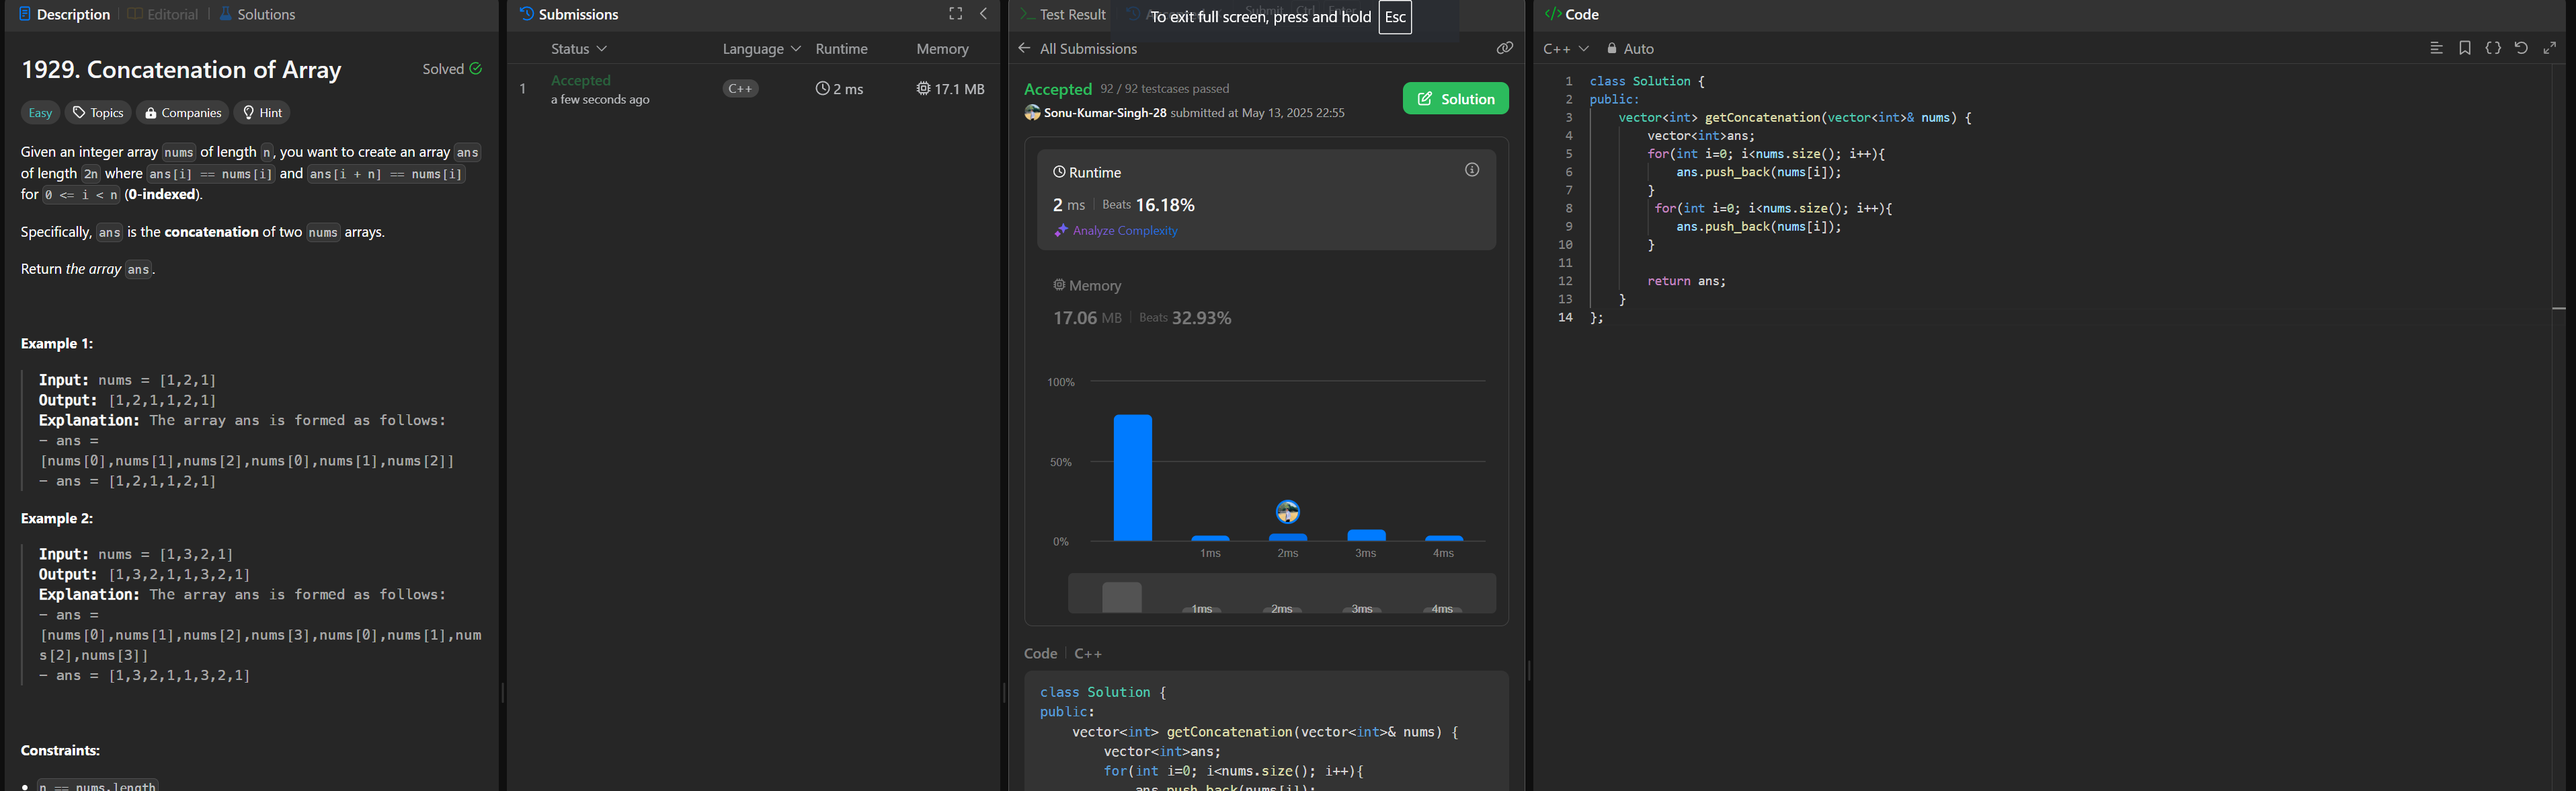 Description
Editorial
Solutions
1929. Concatenation of Array
Solved
Easy
Topics
Companies
Hint
Given an integer array nums of length n, you want to create an array ans
of length 2n where ans[i] == nums[i] and ans[i + n] == nums[i]
for 0 <= i < n (0-indexed).
Specifically, ans is the concatenation of two nums arrays.
Return the array ans.
Example 1:
Input: nums = [1,2,1]
Output: [1,2,1,1,2,1]
Explanation: The array ans is formed as follows:
- ans =
[nums[0],nums[1],nums[2],nums[0],nums[1],nums[2]]
- ans = [1,2,1,1,2,1]
Example 2:
Input: nums = [1,3,2,1]
Output: [1,3,2,1,1,3,2,1]
Explanation: The array ans is formed as follows:
- ans =
[nums[0],nums[1],nums[2],nums[3],nums[0],nums[1],num
s[2],nums[3]]
- ans = [1,3,2,1,1,3,2,1]
Constraints:
• n == nums.length
Submissions
Status
Language
Runtime
Memory
1
Accepted
a few seconds ago
C++
2 ms
17.1 MB
Test Result
To exit full screen, press and hold Esc
Submit Ctrl Enter
All Submissions
Accepted 92 / 92 testcases passed
Sonu-Kumar-Singh-28 submitted at May 13, 2025 22:55
Solution
Runtime
2 ms | Beats 16.18%
Analyze Complexity
Memory
17.06 MB | Beats 32.93%
100%
50%
0%
1ms
2ms
3ms
4ms
1ms
2ms
3ms
4ms
Code | C++
class Solution {
public:
    vector<int> getConcatenation(vector<int>& nums) {
        vector<int>ans;
        for(int i=0; i<nums.size(); i++){
            ans.push_back(nums[i]);
Code
C++
Auto
1 class Solution {
2 public:
3     vector<int> getConcatenation(vector<int>& nums) {
4         vector<int>ans;
5         for(int i=0; i<nums.size(); i++){
6             ans.push_back(nums[i]);
7         }
8          for(int i=0; i<nums.size(); i++){
9             ans.push_back(nums[i]);
10         }
11
12         return ans;
13     }
14 };